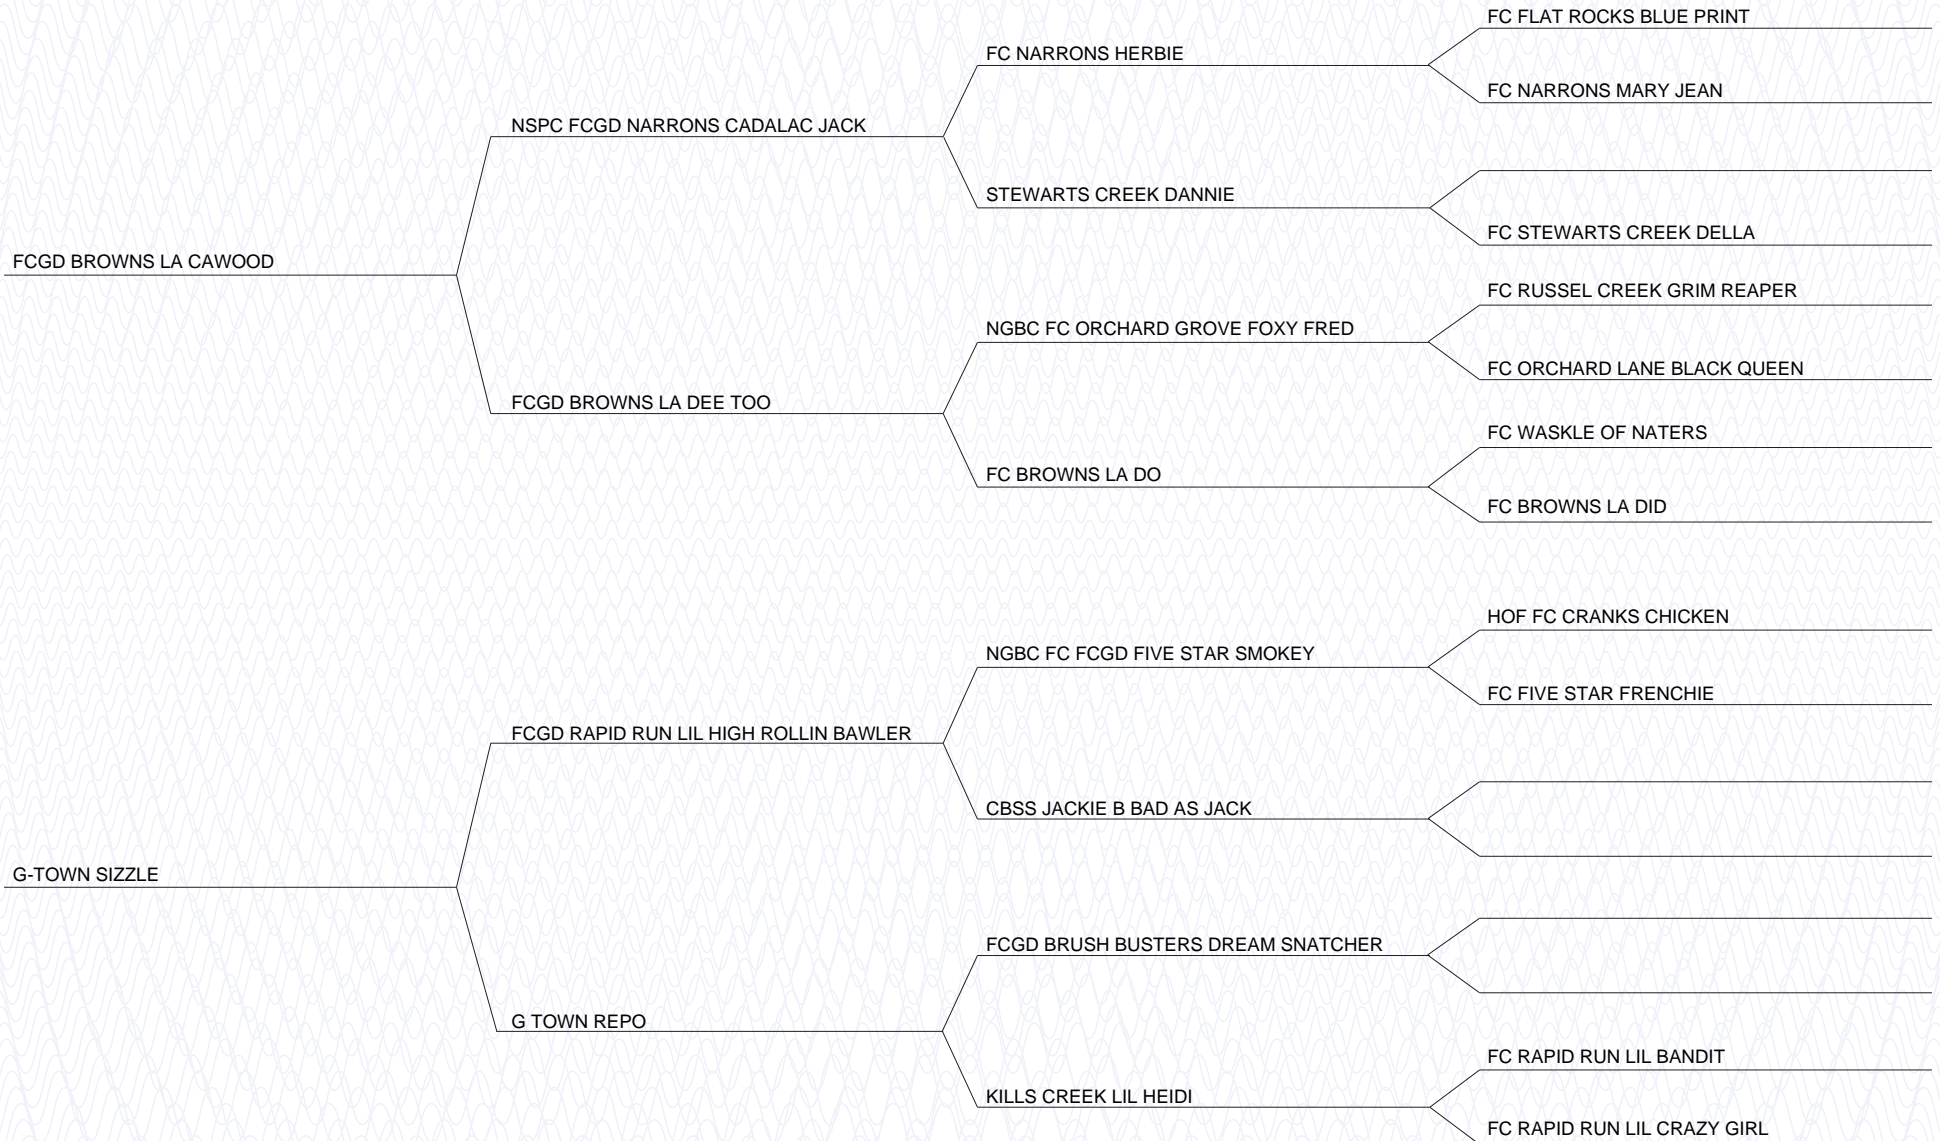 FC FLAT ROCKS BLUE PRINT
FC NARRONS HERBIE
FC NARRONS MARY JEAN
NSPC FCGD NARRONS CADALAC JACK
STEWARTS CREEK DANNIE
FC STEWARTS CREEK DELLA
FCGD BROWNS LA CAWOOD
FC RUSSEL CREEK GRIM REAPER
NGBC FC ORCHARD GROVE FOXY FRED
FC ORCHARD LANE BLACK QUEEN
FCGD BROWNS LA DEE TOO
FC WASKLE OF NATERS
FC BROWNS LA DO
FC BROWNS LA DID
HOF FC CRANKS CHICKEN
NGBC FC FCGD FIVE STAR SMOKEY
FC FIVE STAR FRENCHIE
FCGD RAPID RUN LIL HIGH ROLLIN BAWLER
CBSS JACKIE B BAD AS JACK
G-TOWN SIZZLE
FCGD BRUSH BUSTERS DREAM SNATCHER
G TOWN REPO
FC RAPID RUN LIL BANDIT
KILLS CREEK LIL HEIDI
FC RAPID RUN LIL CRAZY GIRL